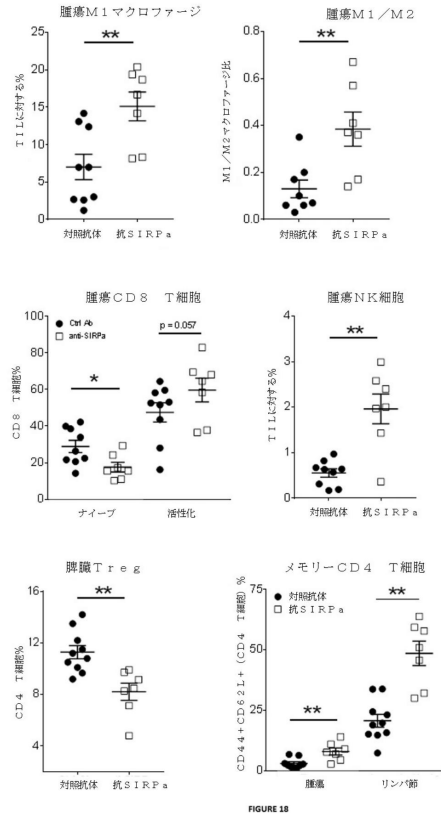 腫瘍M1マクロファージ
**
TILに対する%
25
20
15
10
5
0
対照抗体 抗SIRPa
腫瘍M1/M2
**
M1/M2マクロファージ比
0.8
0.6
0.4
0.2
0.0
対照抗体 抗SIRPa
腫瘍CD8 T細胞
Ctrl Ab
anti-SIRPa
p = 0.057
*
CD8 T細胞%
100
80
60
40
20
0
ナイーブ 活性化
腫瘍NK細胞
**
TILに対する%
4
3
2
1
0
対照抗体 抗SIRPa
脾臓Treg
**
CD4 T細胞%
16
12
8
4
対照抗体 抗SIRPa
メモリーCD4 T細胞
対照抗体
抗SIRPa
**
**
CD44+CD62L+(CD4 T細胞)%
75
50
25
0
腫瘍 リンパ節
FIGURE 18